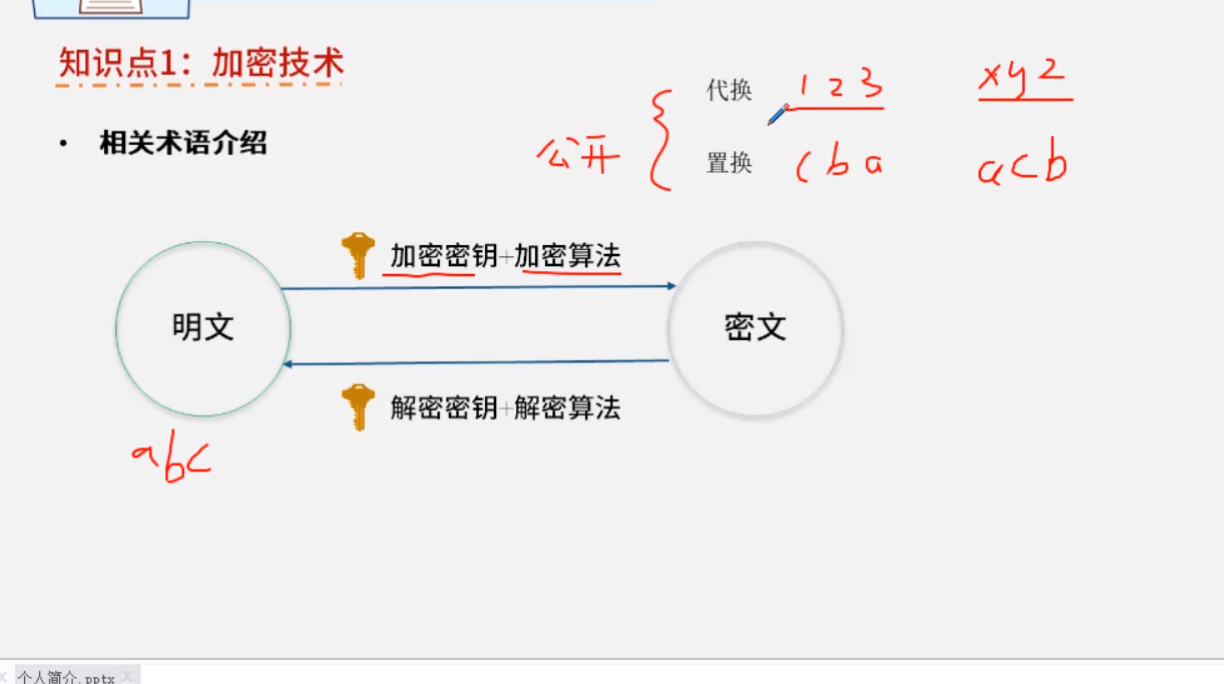 知识点1：加密技术
• 相关术语介绍
公开
代换 1 2 3 x y z
置换 c b a a c b
加密密钥+加密算法
明文
密文
解密密钥+解密算法
abc
个人简介.pptx